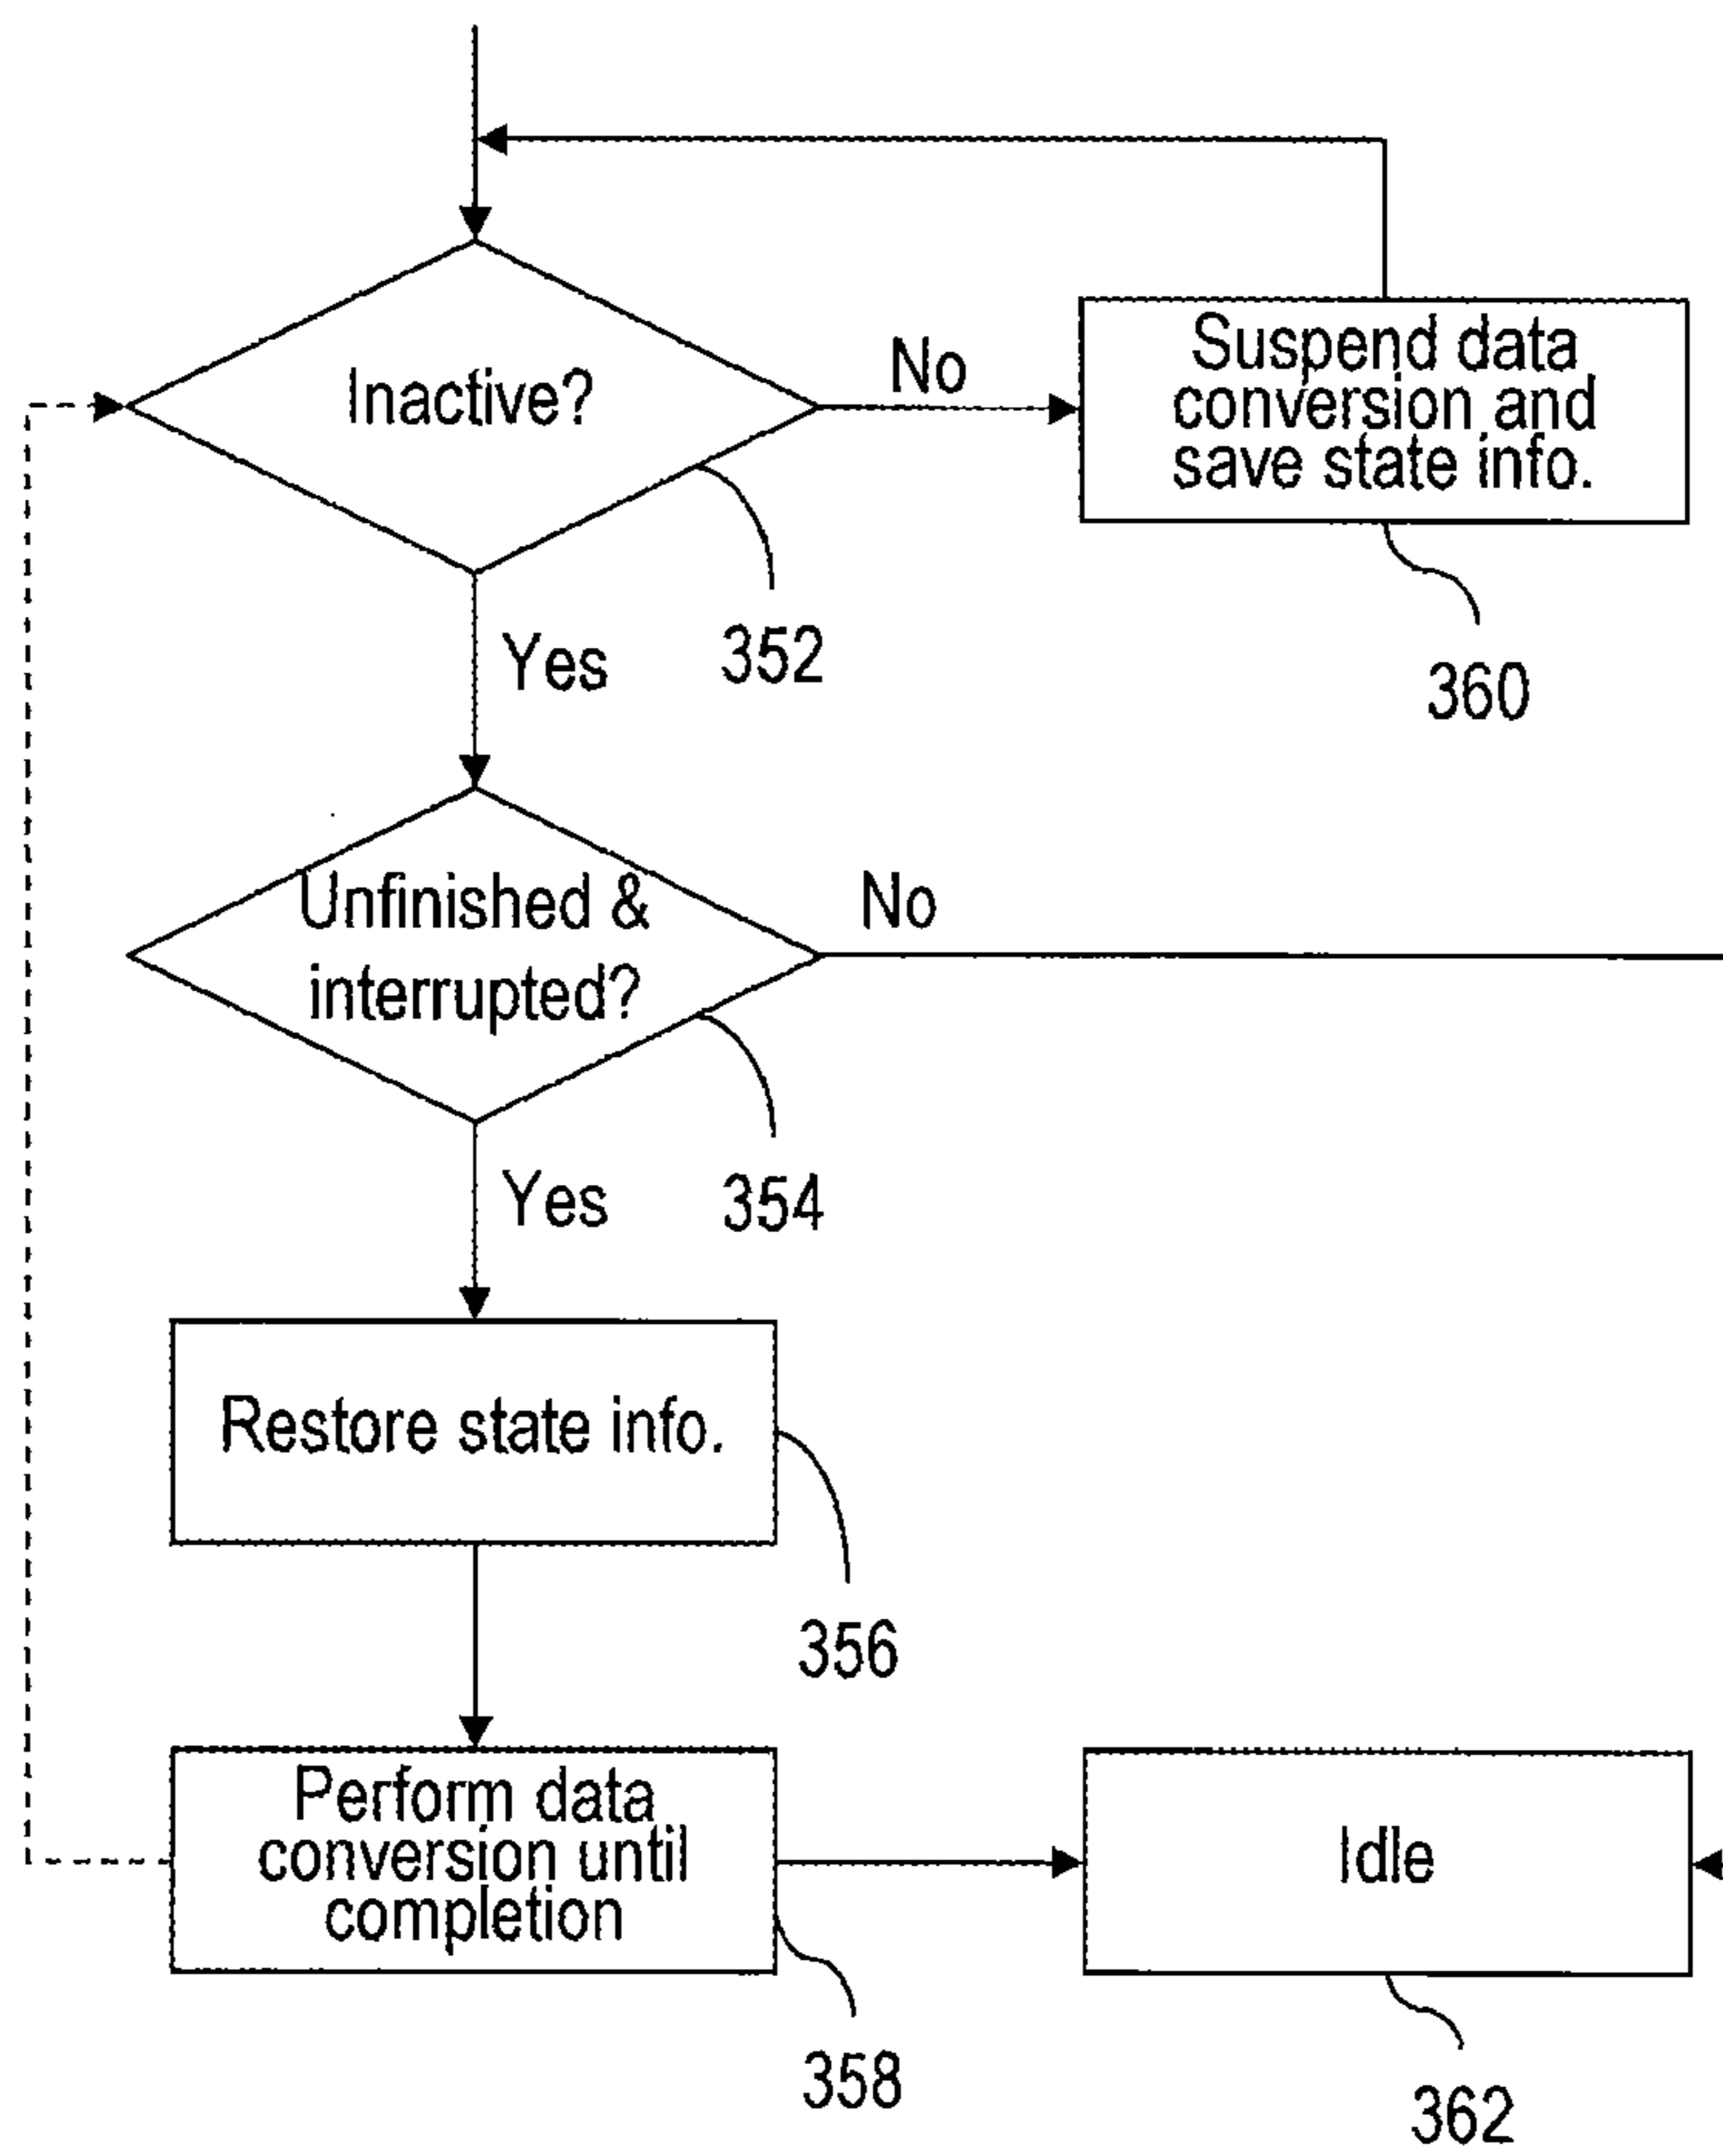 Inactive?
No
Suspend data
conversion and
save state info.
Yes
352
360
Unfinished &
interrupted?
No
Yes
354
Restore state info.
356
Perform data
conversion until
completion
Idle
358
362